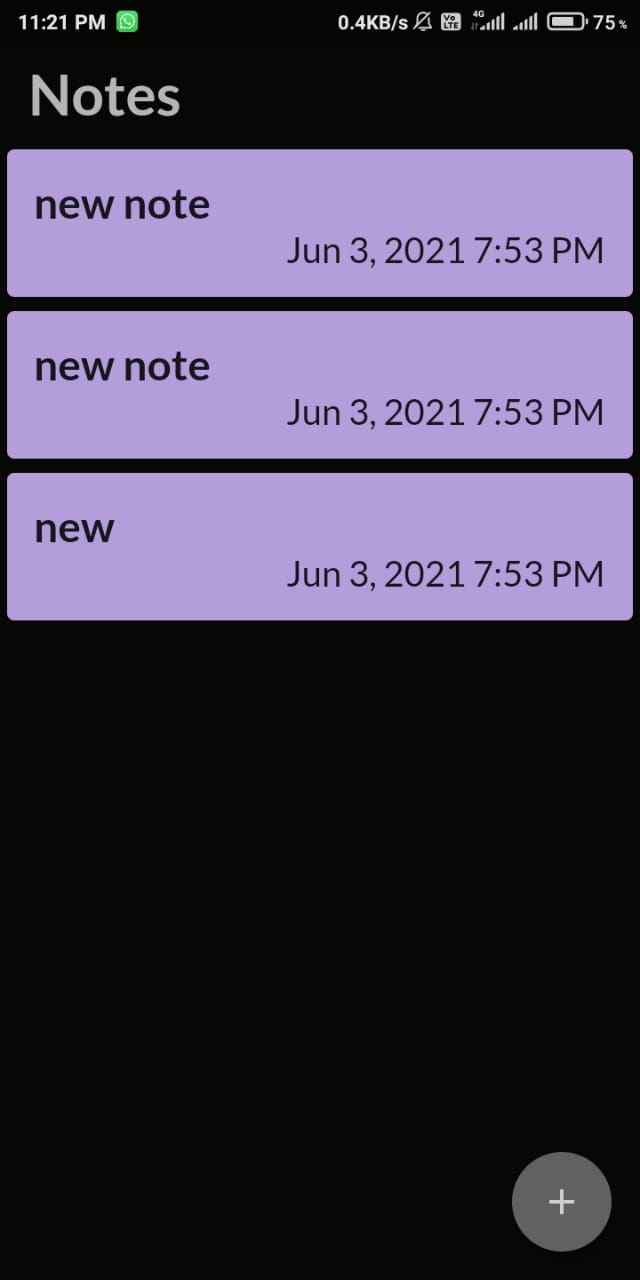 11:21 PM 0.4KB/s Vo LTE 4G 75 %
Notes
new note
Jun 3, 2021 7:53 PM
new note
Jun 3, 2021 7:53 PM
new
Jun 3, 2021 7:53 PM
+